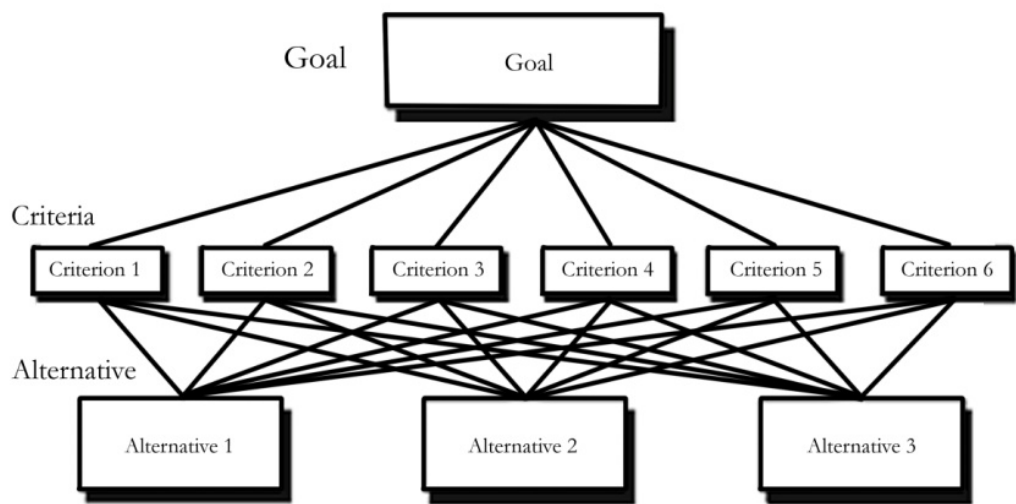 Goal
Goal
Criteria
Criterion 1
Criterion 2
Criterion 3
Criterion 4
Criterion 5
Criterion 6
Alternative
Alternative 1
Alternative 2
Alternative 3